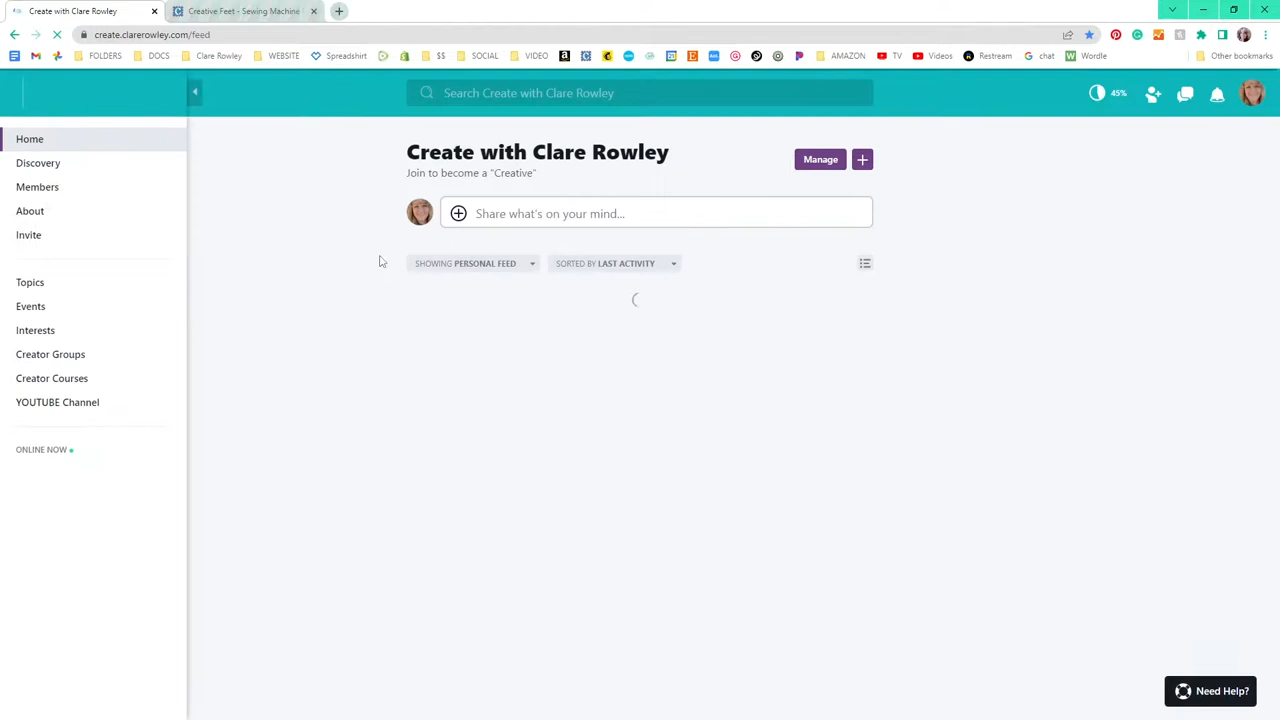 Create with Clare Rowley
Creative Feet - Sewing Machine
create.clarerowley.com/feed
FOLDERS DOCS Clare Rowley WEBSITE Spreadshirt $$ SOCIAL VIDEO AMAZON TV Videos Restream chat Wordle Other bookmarks
Search Create with Clare Rowley
45%
Home
Discovery
Members
About
Invite
Topics
Events
Interests
Creator Groups
Creator Courses
YOUTUBE Channel
ONLINE NOW
Create with Clare Rowley
Join to become a "Creative"
Manage
Share what's on your mind...
SHOWING PERSONAL FEED
SORTED BY LAST ACTIVITY
Need Help?